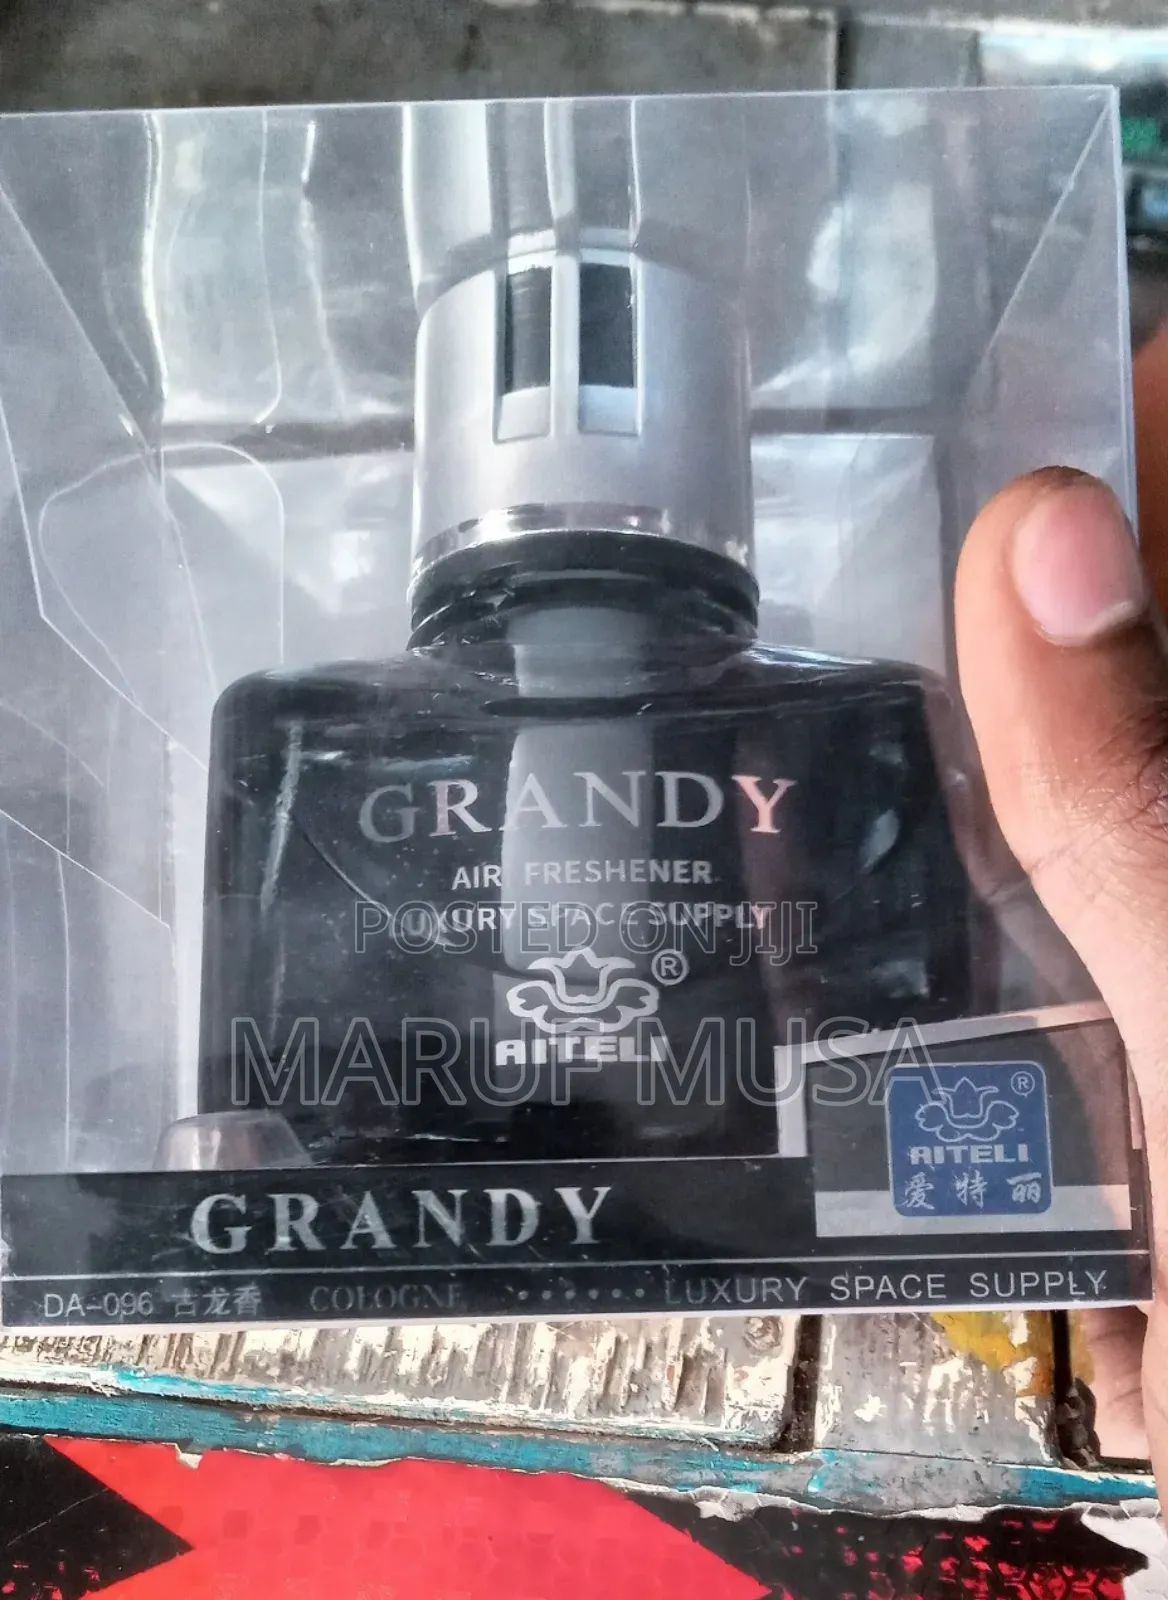 GRANDY
AIR FRESHENER
LUXURY SPACE SUPPLY
POSTED ON JIJI
®
AITELI
MARUF MUSA
®
AITELI
爱特丽
GRANDY
DA-096 古龙香 COLOGNE ······· LUXURY SPACE SUPPLY